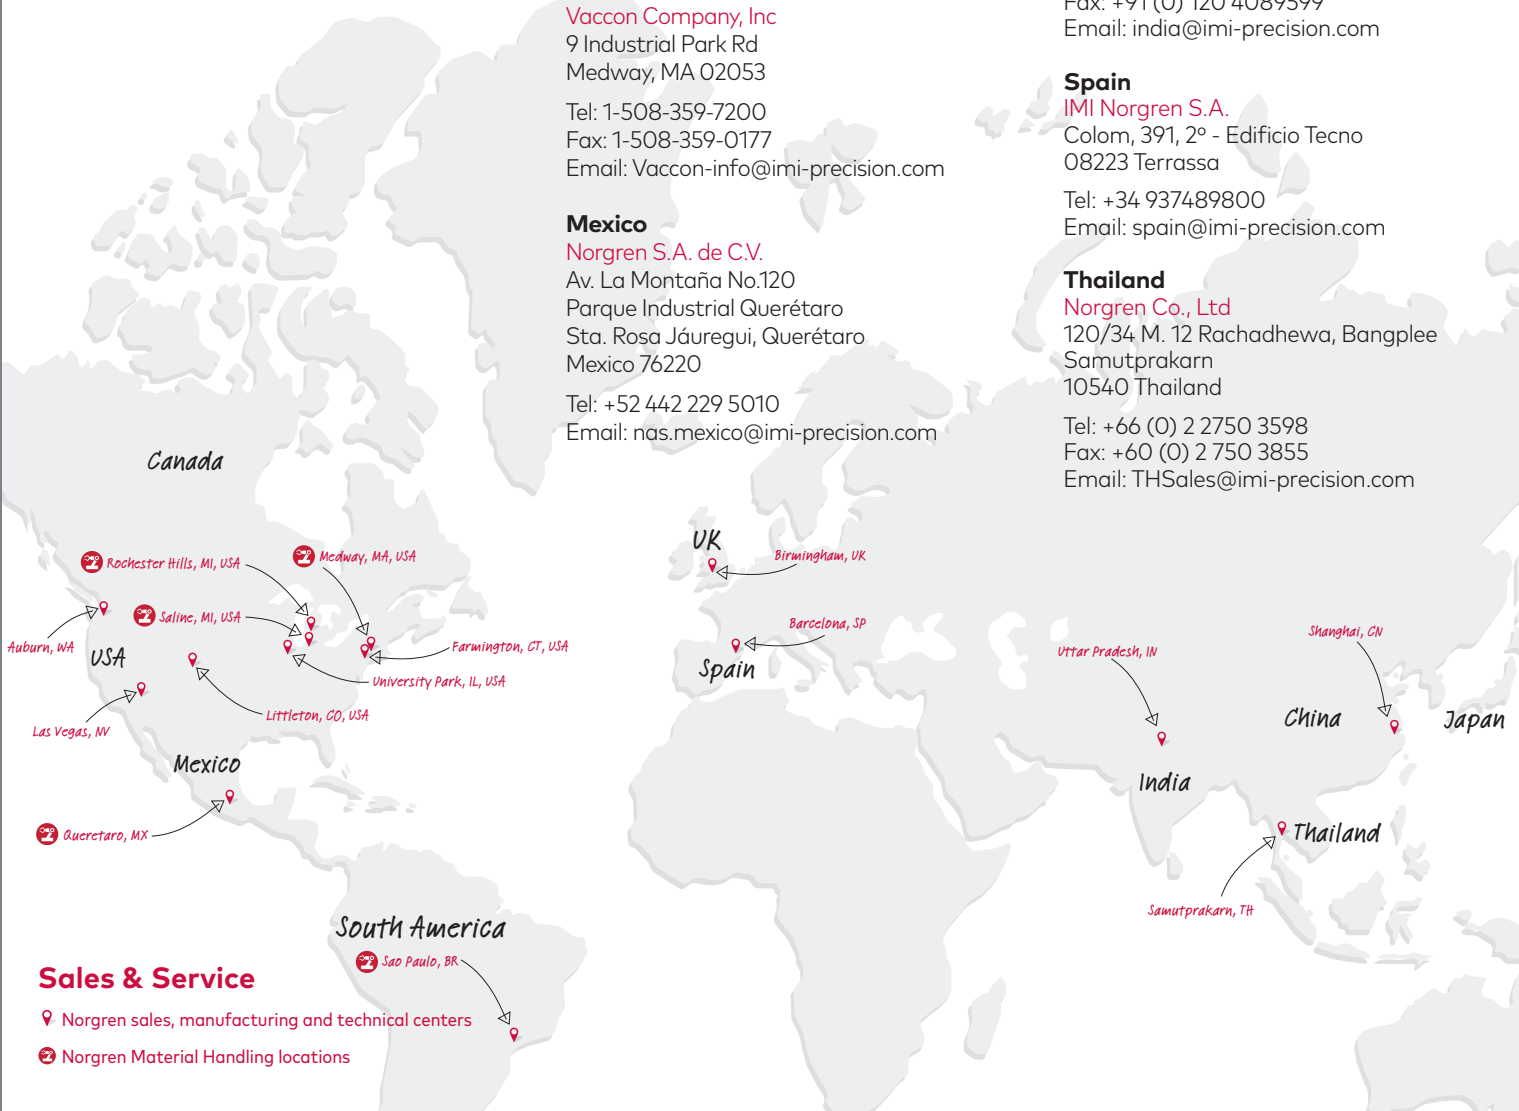 Vaccon Company, Inc
9 Industrial Park Rd
Medway, MA 02053
Tel: 1-508-359-7200
Fax: 1-508-359-0177
Email: Vaccon-info@imi-precision.com
Mexico
Norgren S.A. de C.V.
Av. La Montaña No.120
Parque Industrial Querétaro
Sta. Rosa Jáuregui, Querétaro
Mexico 76220
Tel: +52 442 229 5010
Email: nas.mexico@imi-precision.com
Fax: +91 (0) 120 4089599
Email: india@imi-precision.com
Spain
IMI Norgren S.A.
Colom, 391, 2º - Edificio Tecno
08223 Terrassa
Tel: +34 937489800
Email: spain@imi-precision.com
Thailand
Norgren Co., Ltd
120/34 M. 12 Rachadhewa, Bangplee
Samutprakarn
10540 Thailand
Tel: +66 (0) 2 2750 3598
Fax: +60 (0) 2 750 3855
Email: THSales@imi-precision.com
Canada
Rochester Hills, MI, USA
Medway, MA, USA
Saline, MI, USA
Auburn, WA
USA
Farmington, CT, USA
University Park, IL, USA
Littleton, CO, USA
Las Vegas, NV
Mexico
Queretaro, MX
UK
Birmingham, UK
Barcelona, SP
Spain
Uttar Pradesh, IN
Shanghai, CN
China
Japan
India
Thailand
Samutprakarn, TH
South America
Sao Paulo, BR
Sales & Service
Norgren sales, manufacturing and technical centers
Norgren Material Handling locations